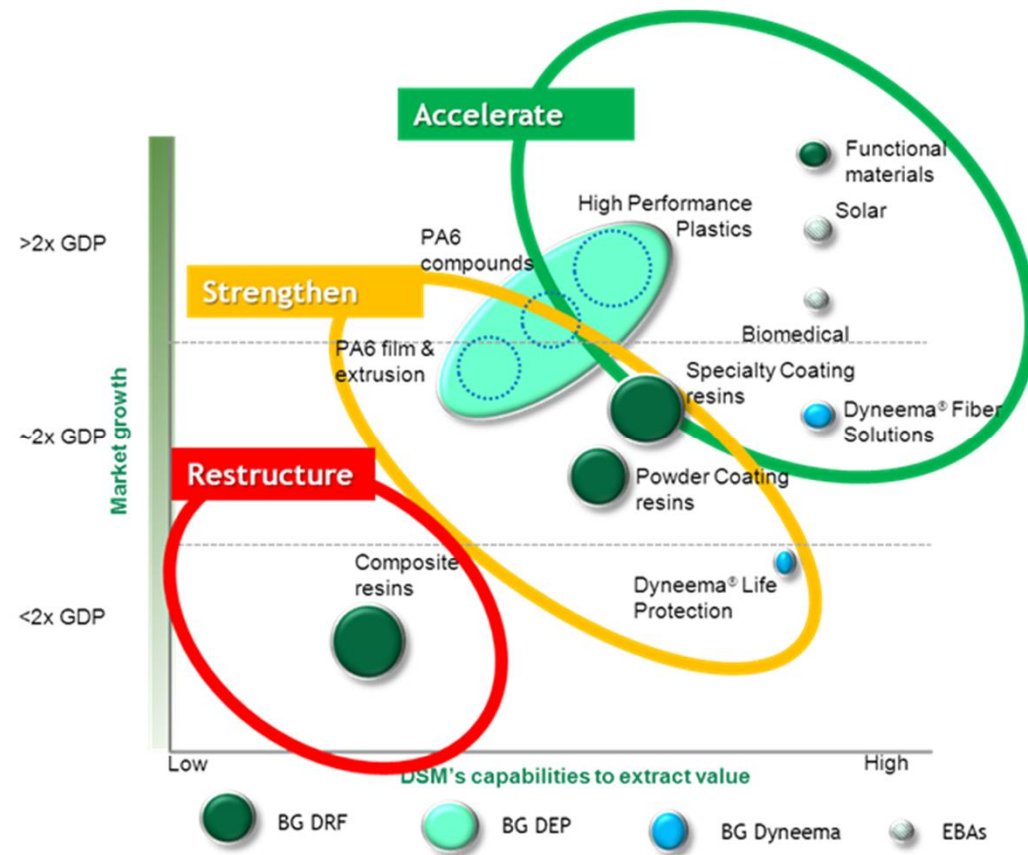 Accelerate
Functional
materials
High Performance
Plastics
Solar
PA6
compounds
>2x GDP
Strengthen
Biomedical
PA6 film &
extrusion
Specialty Coating
resins
Dyneema® Fiber
Solutions
~2x GDP
Market growth
Restructure
Powder Coating
resins
Composite
resins
Dyneema® Life
Protection
<2x GDP
Low
High
DSM's capabilities to extract value
BG DRF
BG DEP
BG Dyneema
EBAs